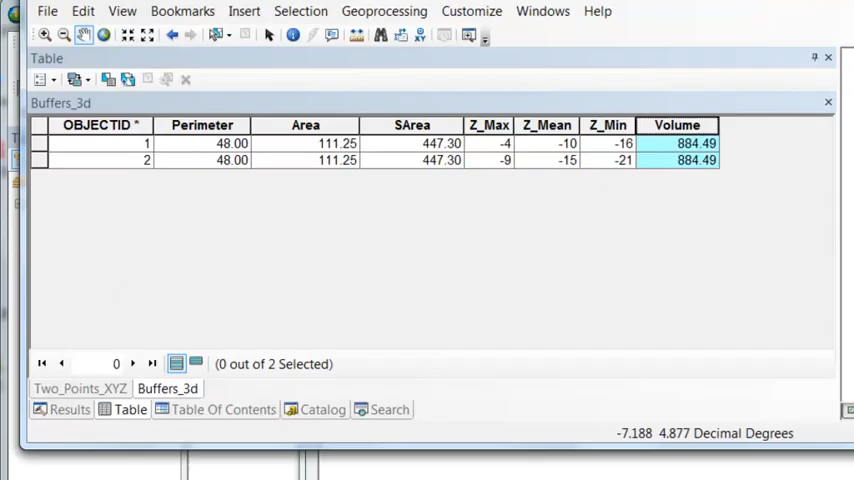 File Edit View Bookmarks Insert Selection Geoprocessing Customize Windows Help
Table
Buffers_3d
OBJECTID * Perimeter Area SArea Z_Max Z_Mean Z_Min Volume
1 48.00 111.25 447.30 -4 -10 -16 884.49
2 48.00 111.25 447.30 -9 -15 -21 884.49
0 (0 out of 2 Selected)
Two_Points_XYZ Buffers_3d
Results Table Table Of Contents Catalog Search
-7.188 4.877 Decimal Degrees